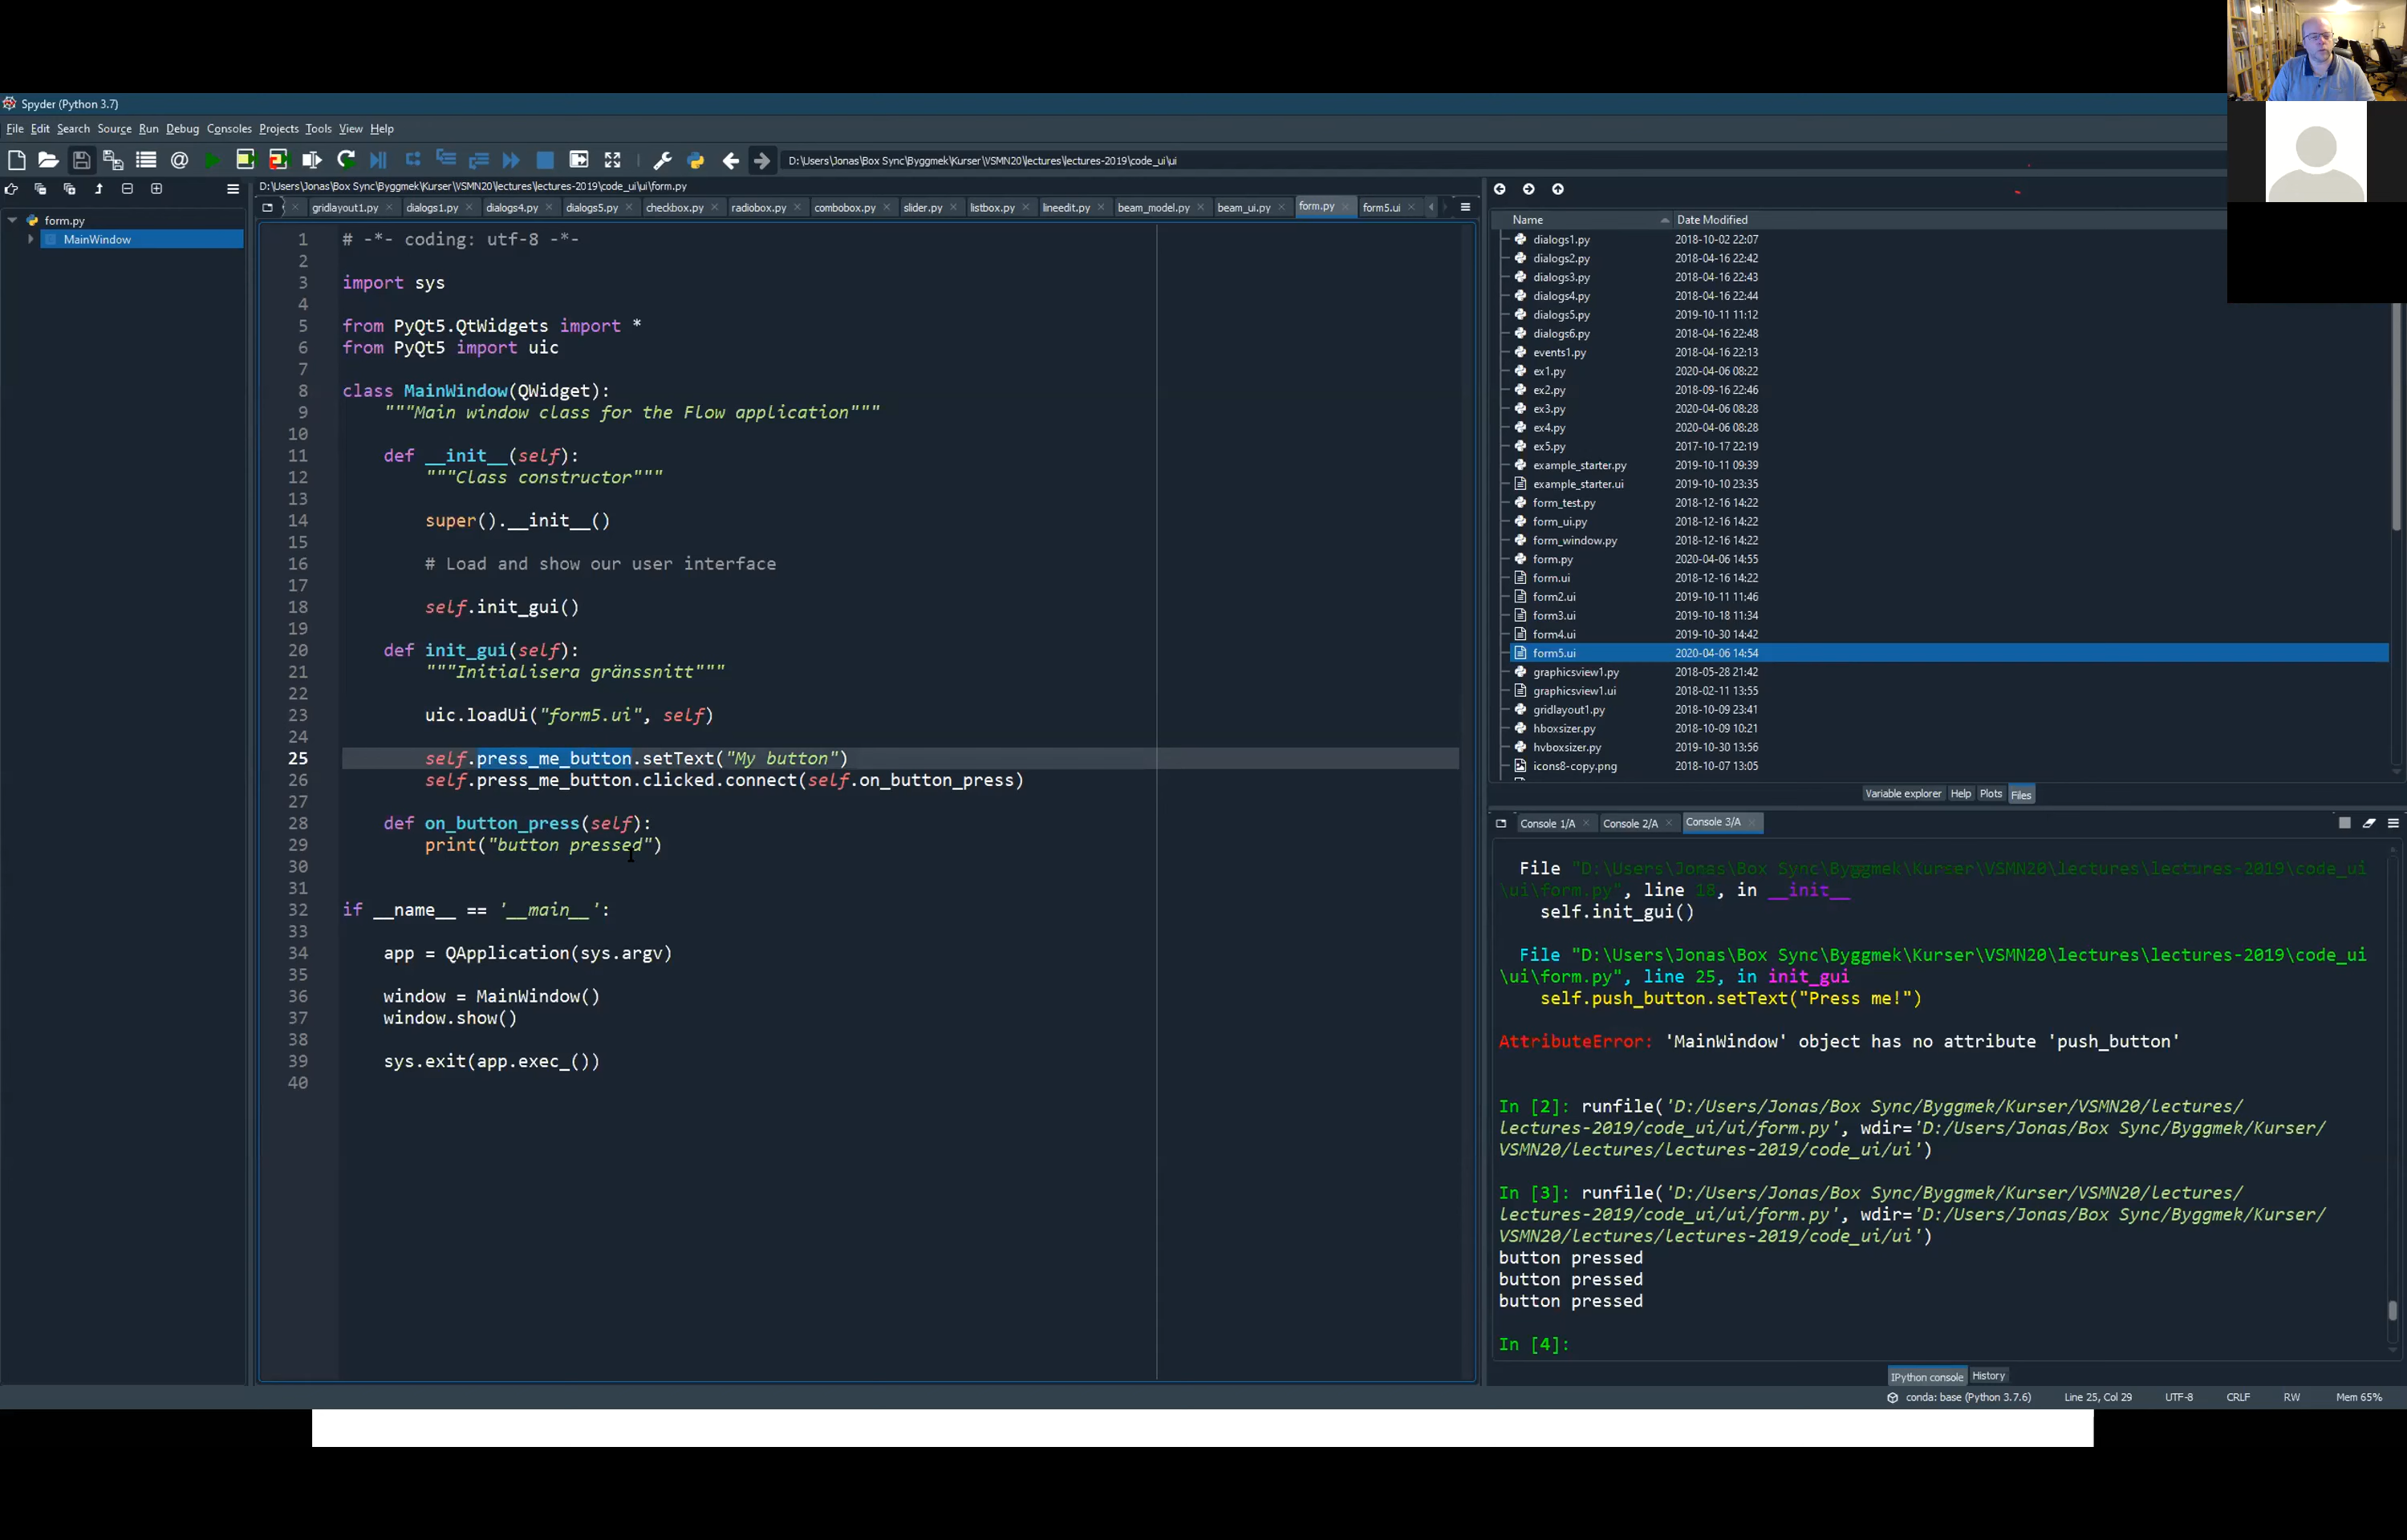 Spyder (Python 3.7)
File Edit Search Source Run Debug Consoles Projects Tools View Help
D:\Users\Jonas\Box Sync\Byggmek\Kurser\VSMN20\lectures\lectures-2019\code_ui\ui
D:\Users\Jonas\Box Sync\Byggmek\Kurser\VSMN20\lectures\lectures-2019\code_ui\ui\form.py
gridlayout1.py dialogs1.py dialogs4.py dialogs5.py checkbox.py radiobox.py combobox.py slider.py listbox.py lineedit.py beam_model.py beam_ui.py form.py form5.ui
form.py
MainWindow
1 # -*- coding: utf-8 -*-
2
3 import sys
4
5 from PyQt5.QtWidgets import *
6 from PyQt5 import uic
7
8 class MainWindow(QWidget):
9 """Main window class for the Flow application"""
10
11 def __init__(self):
12 """Class constructor"""
13
14 super().__init__()
15
16 # Load and show our user interface
17
18 self.init_gui()
19
20 def init_gui(self):
21 """Initialisera gränssnitt"""
22
23 uic.loadUi("form5.ui", self)
24
25 self.press_me_button.setText("My button")
26 self.press_me_button.clicked.connect(self.on_button_press)
27
28 def on_button_press(self):
29 print("button pressed")
30
31
32 if __name__ == '__main__':
33
34 app = QApplication(sys.argv)
35
36 window = MainWindow()
37 window.show()
38
39 sys.exit(app.exec_())
40
Name Date Modified
dialogs1.py 2018-10-02 22:07
dialogs2.py 2018-04-16 22:42
dialogs3.py 2018-04-16 22:43
dialogs4.py 2018-04-16 22:44
dialogs5.py 2019-10-11 11:12
dialogs6.py 2018-04-16 22:48
events1.py 2018-04-16 22:13
ex1.py 2020-04-06 08:22
ex2.py 2018-09-16 22:46
ex3.py 2020-04-06 08:28
ex4.py 2020-04-06 08:28
ex5.py 2017-10-17 22:19
example_starter.py 2019-10-11 09:39
example_starter.ui 2019-10-10 23:35
form_test.py 2018-12-16 14:22
form_ui.py 2018-12-16 14:22
form_window.py 2018-12-16 14:22
form.py 2020-04-06 14:55
form.ui 2018-12-16 14:22
form2.ui 2019-10-11 11:46
form3.ui 2019-10-18 11:34
form4.ui 2019-10-30 14:42
form5.ui 2020-04-06 14:54
graphicsview1.py 2018-05-28 21:42
graphicsview1.ui 2018-02-11 13:55
gridlayout1.py 2018-10-09 23:41
hboxsizer.py 2018-10-09 10:21
hvboxsizer.py 2019-10-30 13:56
icons8-copy.png 2018-10-07 13:05
Variable explorer Help Plots Files
Console 1/A Console 2/A Console 3/A
File "D:\Users\Jonas\Box Sync\Byggmek\Kurser\VSMN20\lectures\lectures-2019\code_ui
\ui\form.py", line 18, in __init__
self.init_gui()
File "D:\Users\Jonas\Box Sync\Byggmek\Kurser\VSMN20\lectures\lectures-2019\code_ui
\ui\form.py", line 25, in init_gui
self.push_button.setText("Press me!")
AttributeError: 'MainWindow' object has no attribute 'push_button'
In [2]: runfile('D:/Users/Jonas/Box Sync/Byggmek/Kurser/VSMN20/lectures/
lectures-2019/code_ui/ui/form.py', wdir='D:/Users/Jonas/Box Sync/Byggmek/Kurser/
VSMN20/lectures/lectures-2019/code_ui/ui')
In [3]: runfile('D:/Users/Jonas/Box Sync/Byggmek/Kurser/VSMN20/lectures/
lectures-2019/code_ui/ui/form.py', wdir='D:/Users/Jonas/Box Sync/Byggmek/Kurser/
VSMN20/lectures/lectures-2019/code_ui/ui')
button pressed
button pressed
button pressed
In [4]:
IPython console History
conda: base (Python 3.7.6) Line 25, Col 29 UTF-8 CRLF RW Mem 65%